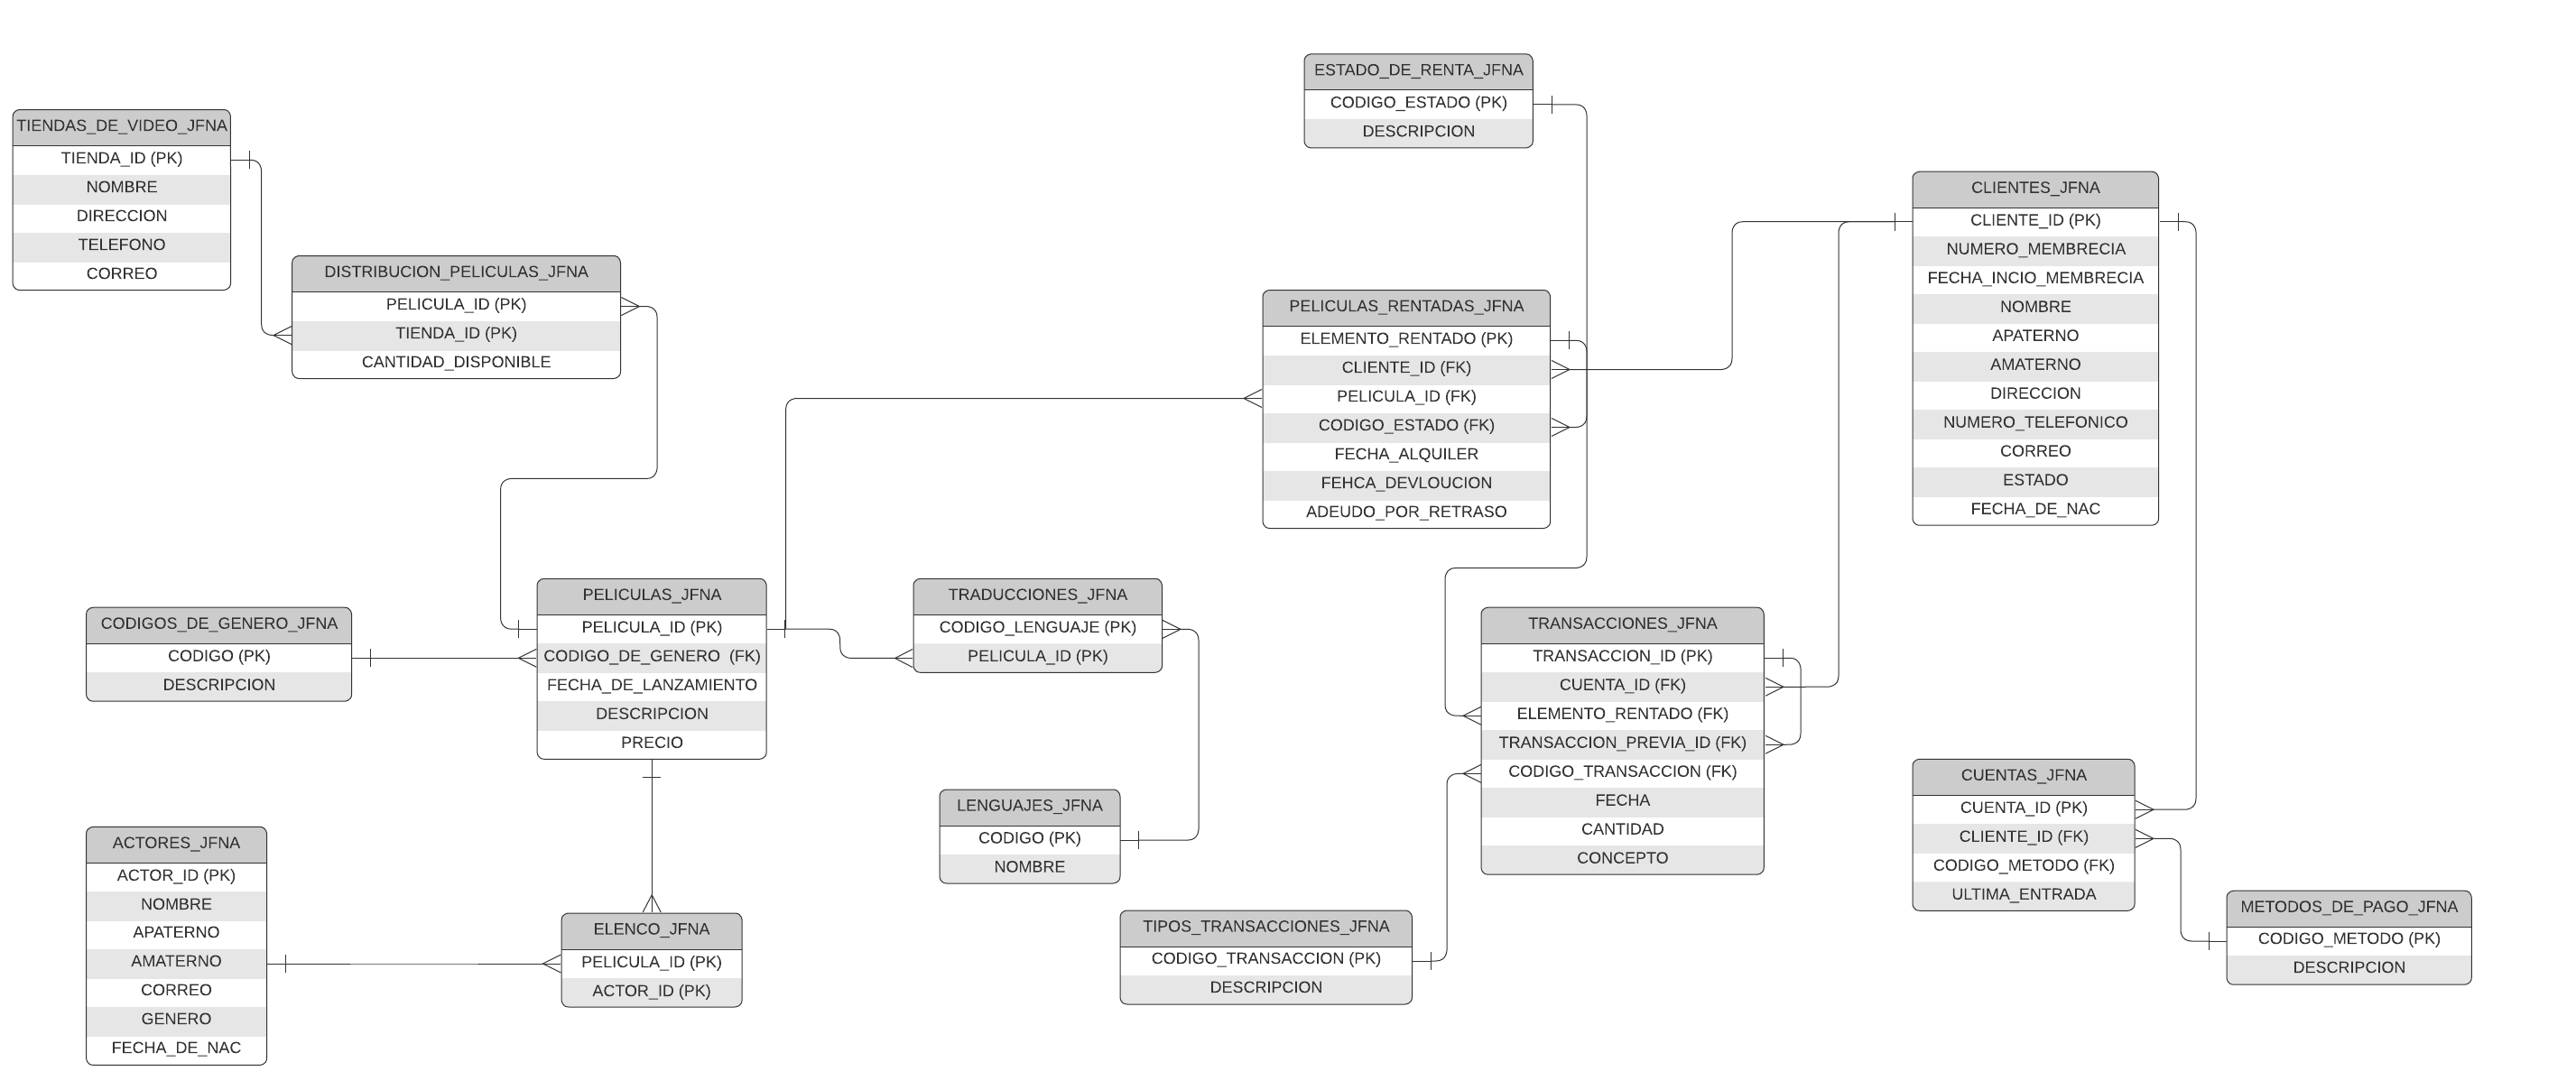 ESTADO_DE_RENTA_JFNA
CODIGO_ESTADO (PK)
DESCRIPCION
TIENDAS_DE_VIDEO_JFNA
TIENDA_ID (PK)
NOMBRE
DIRECCION
TELEFONO
CORREO
CLIENTES_JFNA
CLIENTE_ID (PK)
NUMERO_MEMBRECIA
FECHA_INCIO_MEMBRECIA
NOMBRE
APATERNO
AMATERNO
DIRECCION
NUMERO_TELEFONICO
CORREO
ESTADO
FECHA_DE_NAC
DISTRIBUCION_PELICULAS_JFNA
PELICULA_ID (PK)
TIENDA_ID (PK)
CANTIDAD_DISPONIBLE
PELICULAS_RENTADAS_JFNA
ELEMENTO_RENTADO (PK)
CLIENTE_ID (FK)
PELICULA_ID (FK)
CODIGO_ESTADO (FK)
FECHA_ALQUILER
FEHCA_DEVLOUCION
ADEUDO_POR_RETRASO
CODIGOS_DE_GENERO_JFNA
CODIGO (PK)
DESCRIPCION
PELICULAS_JFNA
PELICULA_ID (PK)
CODIGO_DE_GENERO (FK)
FECHA_DE_LANZAMIENTO
DESCRIPCION
PRECIO
TRADUCCIONES_JFNA
CODIGO_LENGUAJE (PK)
PELICULA_ID (PK)
TRANSACCIONES_JFNA
TRANSACCION_ID (PK)
CUENTA_ID (FK)
ELEMENTO_RENTADO (FK)
TRANSACCION_PREVIA_ID (FK)
CODIGO_TRANSACCION (FK)
FECHA
CANTIDAD
CONCEPTO
LENGUAJES_JFNA
CODIGO (PK)
NOMBRE
CUENTAS_JFNA
CUENTA_ID (PK)
CLIENTE_ID (FK)
CODIGO_METODO (FK)
ULTIMA_ENTRADA
ACTORES_JFNA
ACTOR_ID (PK)
NOMBRE
APATERNO
AMATERNO
CORREO
GENERO
FECHA_DE_NAC
ELENCO_JFNA
PELICULA_ID (PK)
ACTOR_ID (PK)
TIPOS_TRANSACCIONES_JFNA
CODIGO_TRANSACCION (PK)
DESCRIPCION
METODOS_DE_PAGO_JFNA
CODIGO_METODO (PK)
DESCRIPCION